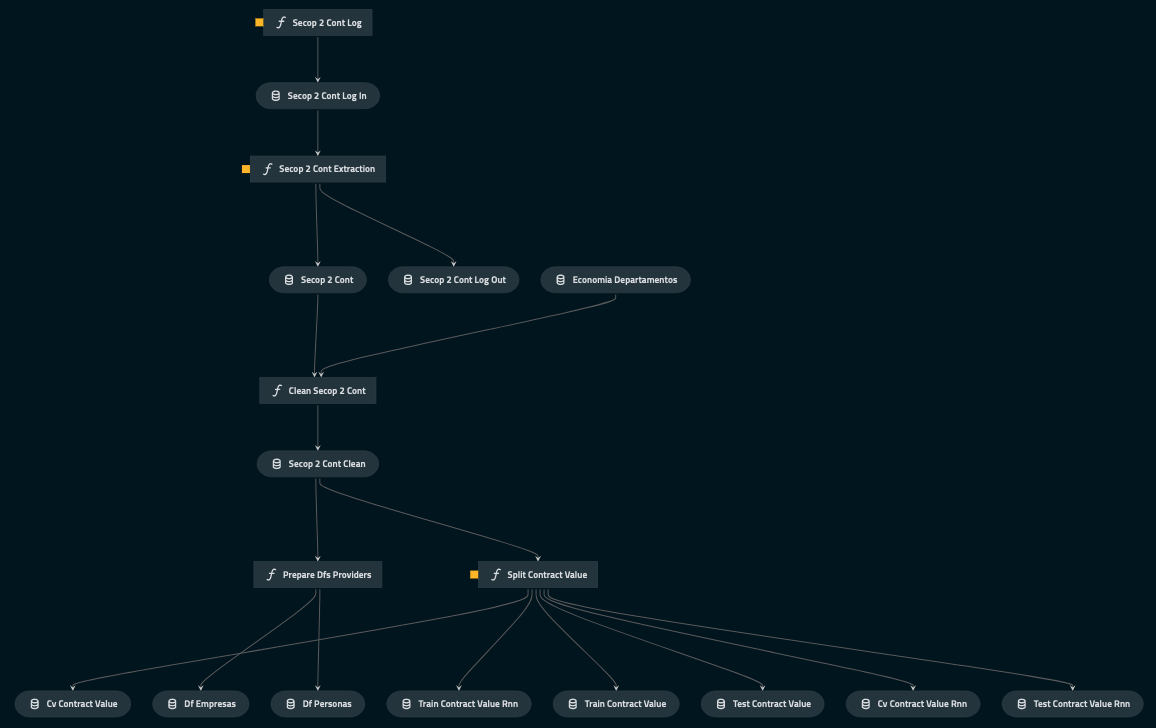 Secop 2 Cont Log
Secop 2 Cont Log In
Secop 2 Cont Extraction
Secop 2 Cont
Secop 2 Cont Log Out
Economia Departamentos
Clean Secop 2 Cont
Secop 2 Cont Clean
Prepare Dfs Providers
Split Contract Value
Cv Contract Value
Df Empresas
Df Personas
Train Contract Value Rnn
Train Contract Value
Test Contract Value
Cv Contract Value Rnn
Test Contract Value Rnn